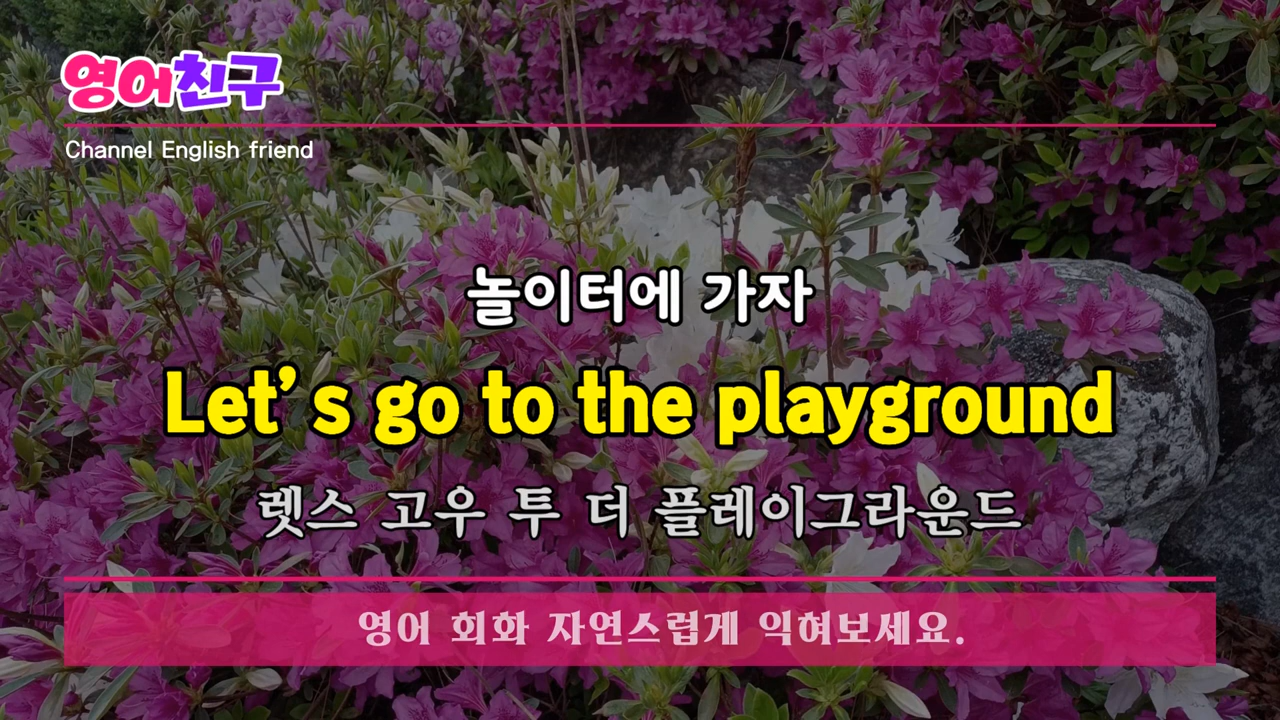 영어친구
Channel English friend
놀이터에 가자
Let’s go to the playground
렛스 고우 투 더 플레이그라운드
영어 회화 자연스럽게 익혀보세요.